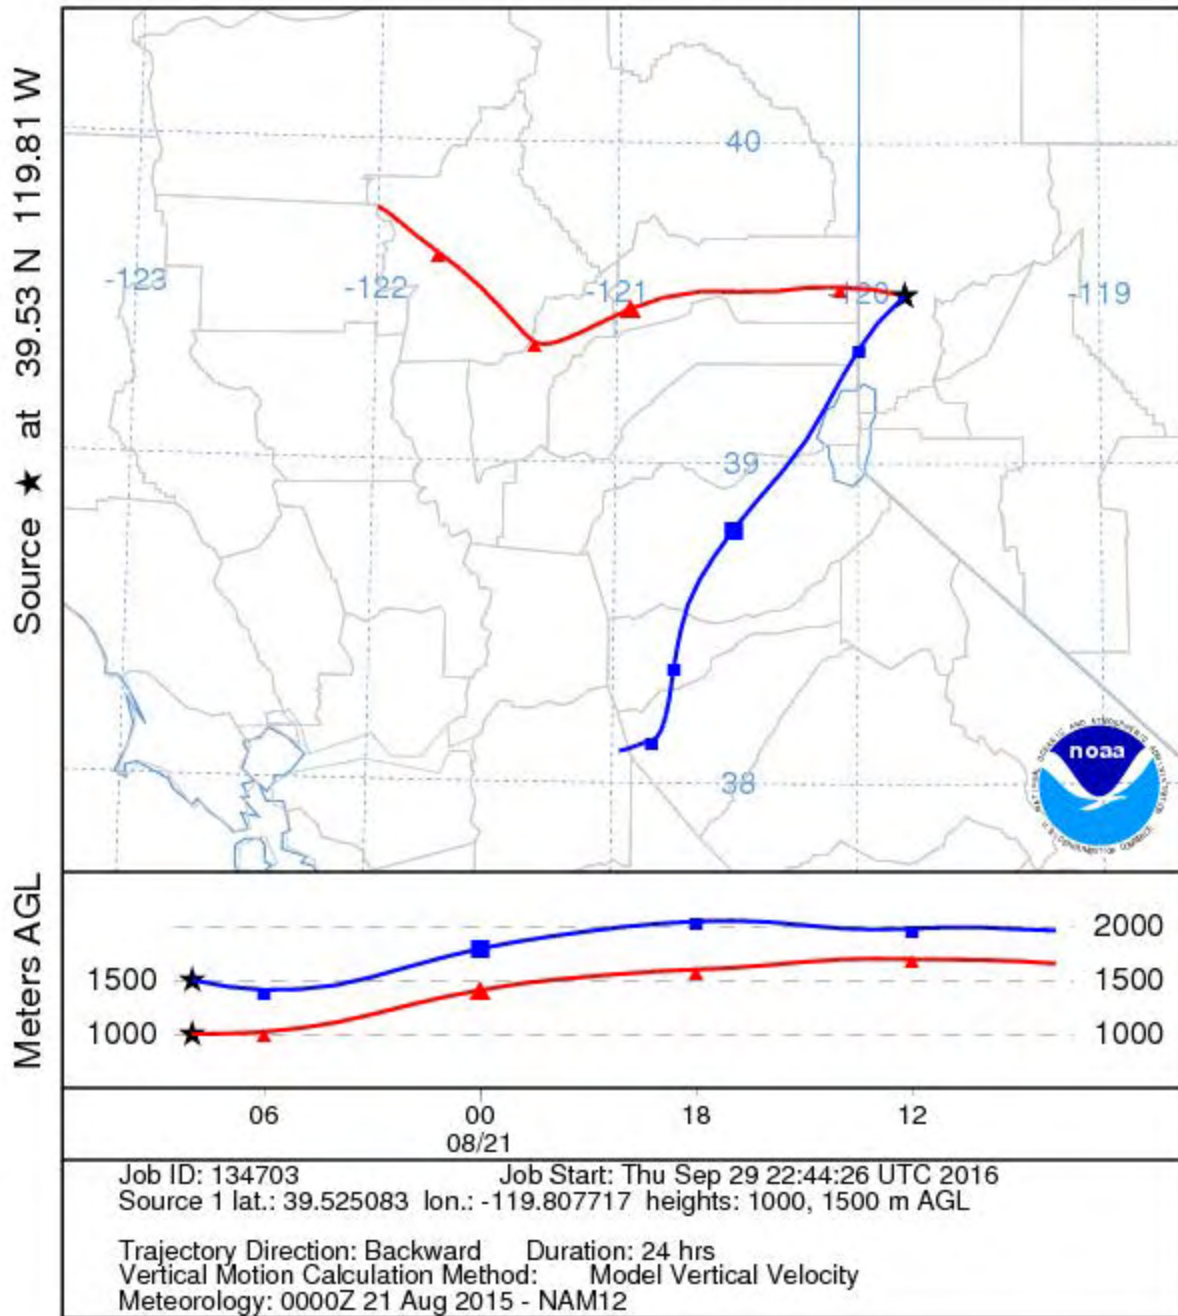 Source ★ at 39.53 N 119.81 W
40
-123
-122
-121
-120
-119
39
38
noaa
Meters AGL
2000
1500
1500
1000
1000
06
00
18
12
08/21
Job ID: 134703 Job Start: Thu Sep 29 22:44:26 UTC 2016
Source 1 lat.: 39.525083 lon.: -119.807717 heights: 1000, 1500 m AGL
Trajectory Direction: Backward Duration: 24 hrs
Vertical Motion Calculation Method: Model Vertical Velocity
Meteorology: 0000Z 21 Aug 2015 - NAM12